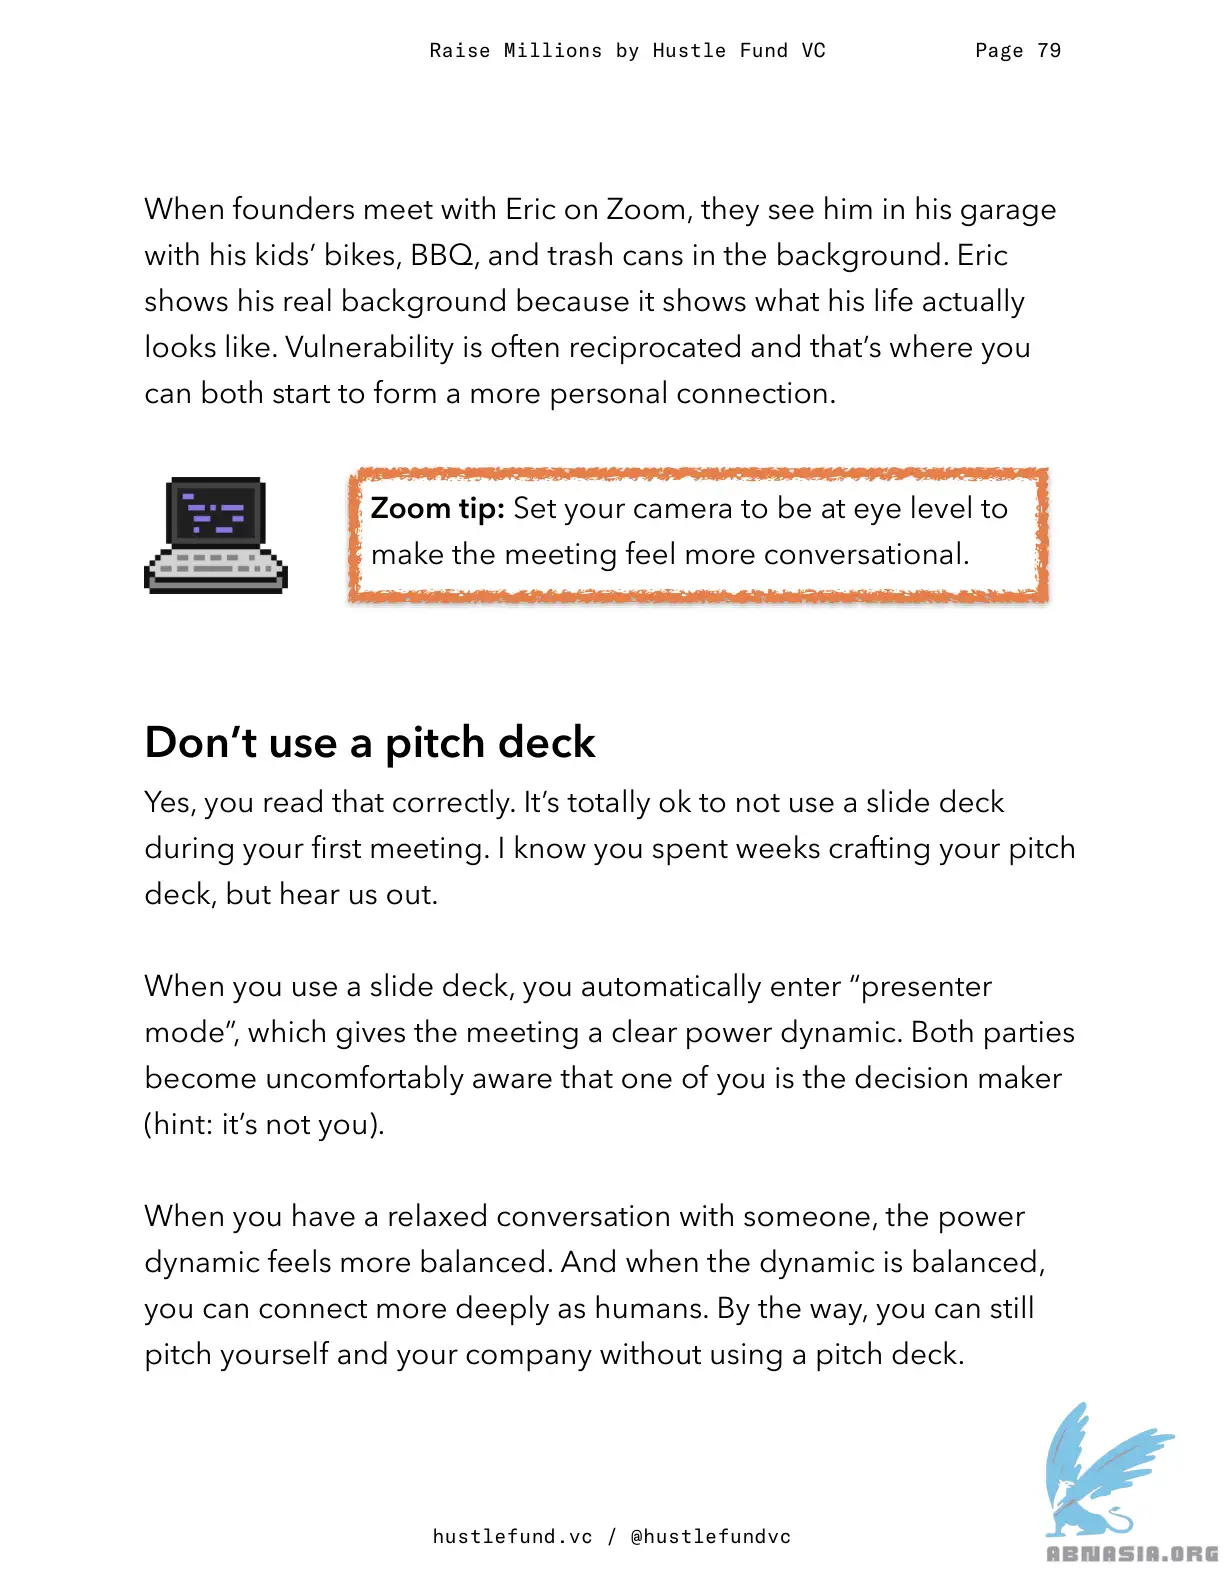 Raise Millions by Hustle Fund VC Page 79
When founders meet with Eric on Zoom, they see him in his garage
with his kids’ bikes, BBQ, and trash cans in the background. Eric
shows his real background because it shows what his life actually
looks like. Vulnerability is often reciprocated and that’s where you
can both start to form a more personal connection.
Zoom tip: Set your camera to be at eye level to
make the meeting feel more conversational.
Don’t use a pitch deck
Yes, you read that correctly. It’s totally ok to not use a slide deck
during your first meeting. I know you spent weeks crafting your pitch
deck, but hear us out.
When you use a slide deck, you automatically enter “presenter
mode”, which gives the meeting a clear power dynamic. Both parties
become uncomfortably aware that one of you is the decision maker
(hint: it’s not you).
When you have a relaxed conversation with someone, the power
dynamic feels more balanced. And when the dynamic is balanced,
you can connect more deeply as humans. By the way, you can still
pitch yourself and your company without using a pitch deck.
hustlefund.vc / @hustlefundvc
ABNASIA.ORG